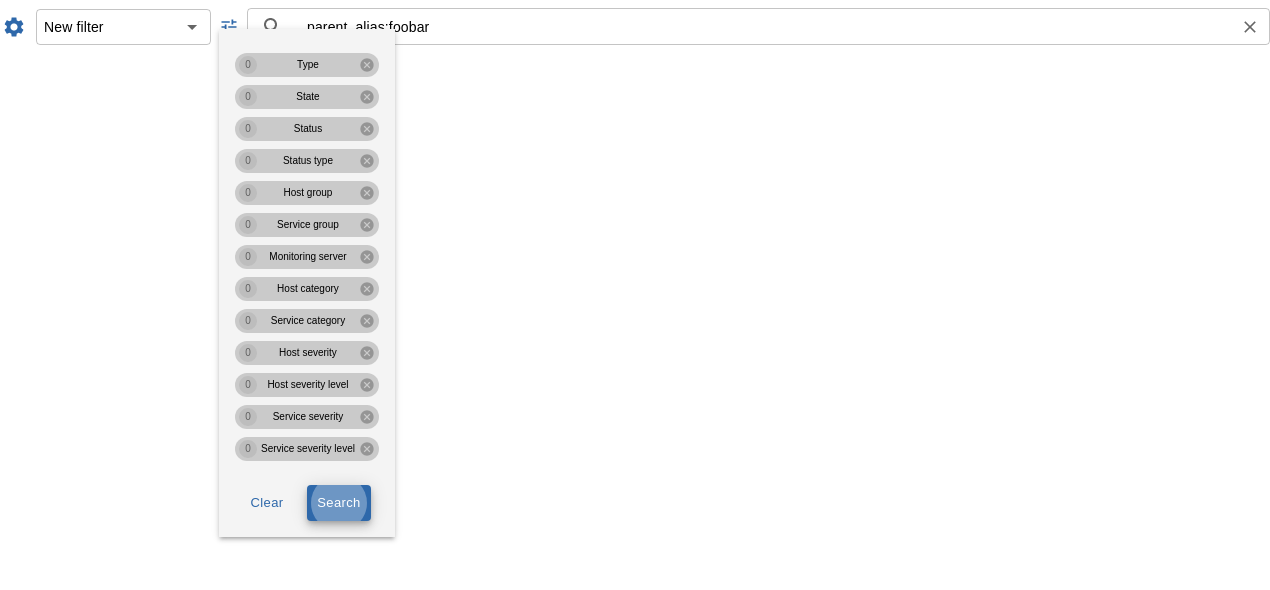 New filter
parent_alias:foobar
0 Type
0 State
0 Status
0 Status type
0 Host group
0 Service group
0 Monitoring server
0 Host category
0 Service category
0 Host severity
0 Host severity level
0 Service severity
0 Service severity level
Clear Search